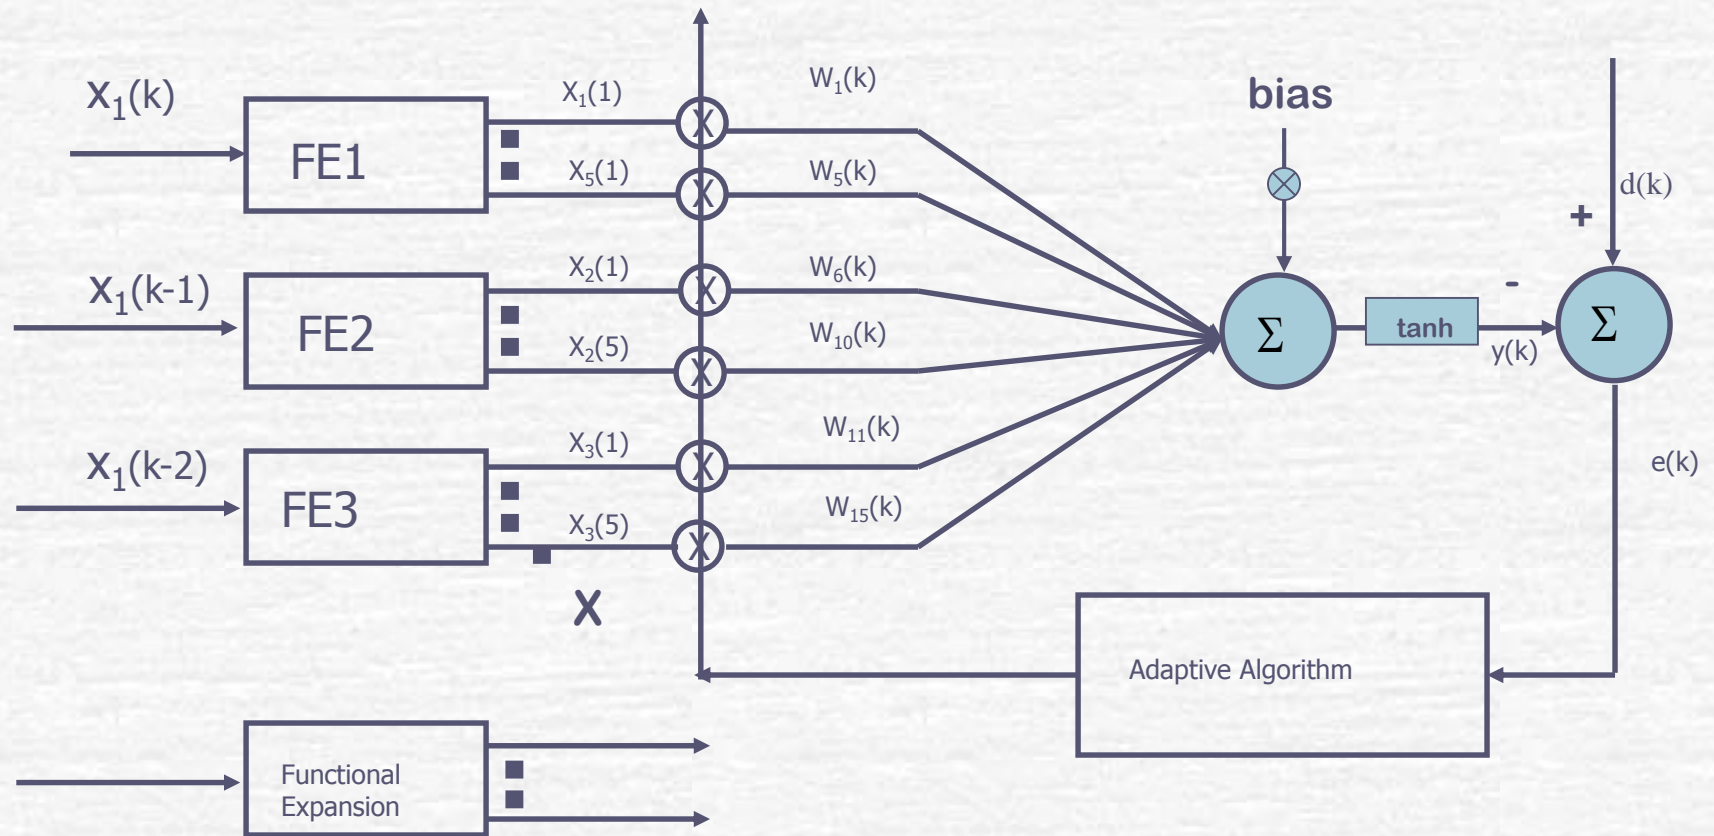 x₁(k)
FE1
X₁(1)
X₅(1)
X
X
W₁(k)
W₅(k)
bias
d(k)
+
x₁(k-1)
FE2
X₂(1)
X₂(5)
X
X
W₆(k)
W₁₀(k)
Σ
tanh
-
y(k)
Σ
x₁(k-2)
FE3
X₃(1)
X₃(5)
X
X
W₁₁(k)
W₁₅(k)
e(k)
X
Adaptive Algorithm
Functional
Expansion